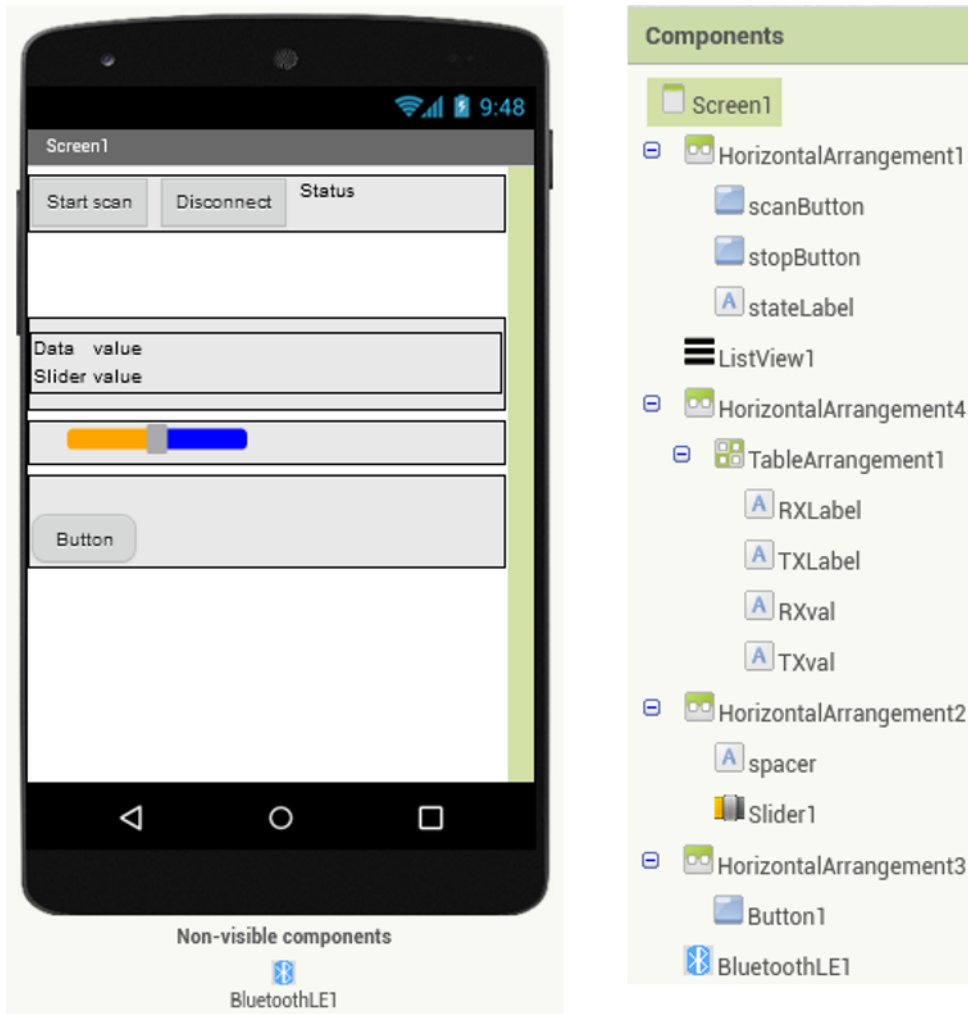 9:48
Screen1
Start scan Disconnect Status
Data value
Slider value
Button
Non-visible components
BluetoothLE1
Components
Screen1
HorizontalArrangement1
scanButton
stopButton
A stateLabel
ListView1
HorizontalArrangement4
TableArrangement1
A RXLabel
A TXLabel
A RXval
A TXval
HorizontalArrangement2
A spacer
Slider1
HorizontalArrangement3
Button1
BluetoothLE1